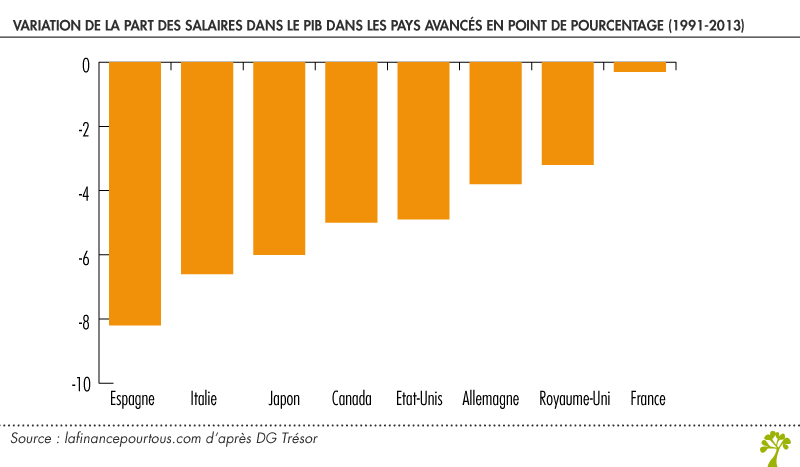 VARIATION DE LA PART DES SALAIRES DANS LE PIB DANS LES PAYS AVANCÉS EN POINT DE POURCENTAGE (1991-2013)
0
-2
-4
-6
-8
-10
Espagne Italie Japon Canada Etat-Unis Allemagne Royaume-Uni France
Source : lafinancepourtous.com d'après DG Trésor